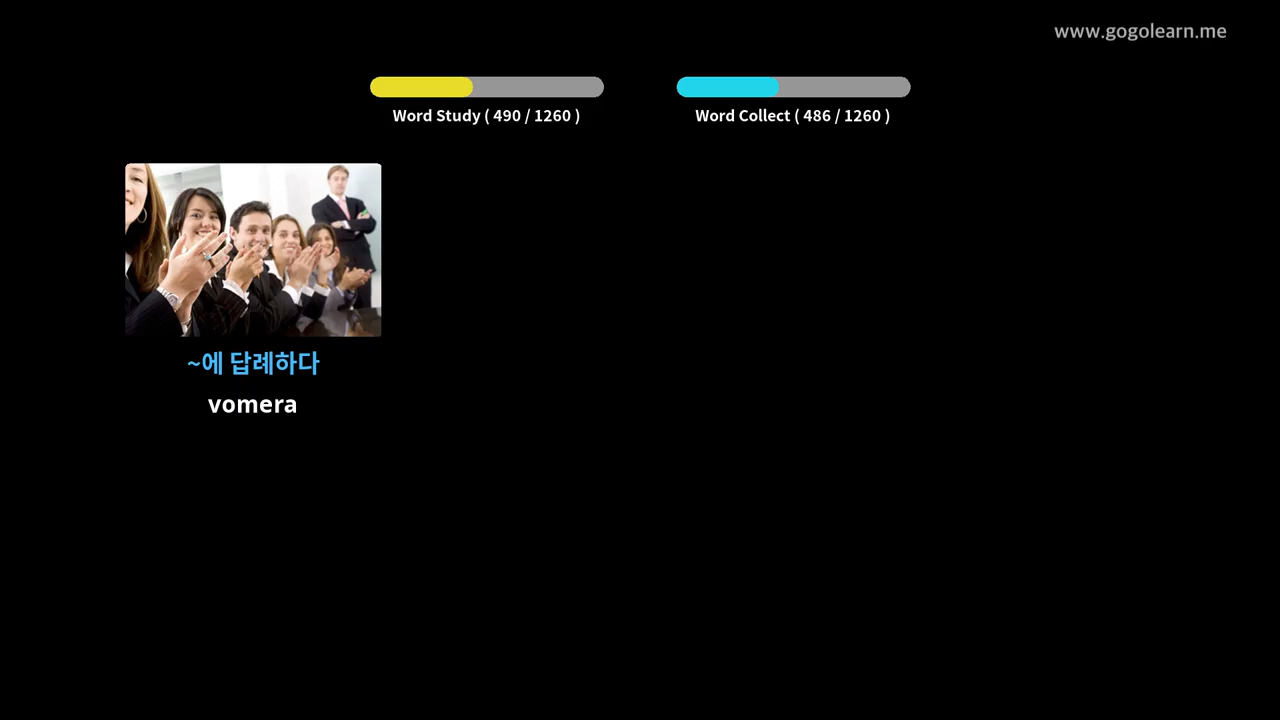 www.gogolearn.me
Word Study ( 490 / 1260 )
Word Collect ( 486 / 1260 )
~에 답례하다
vomera